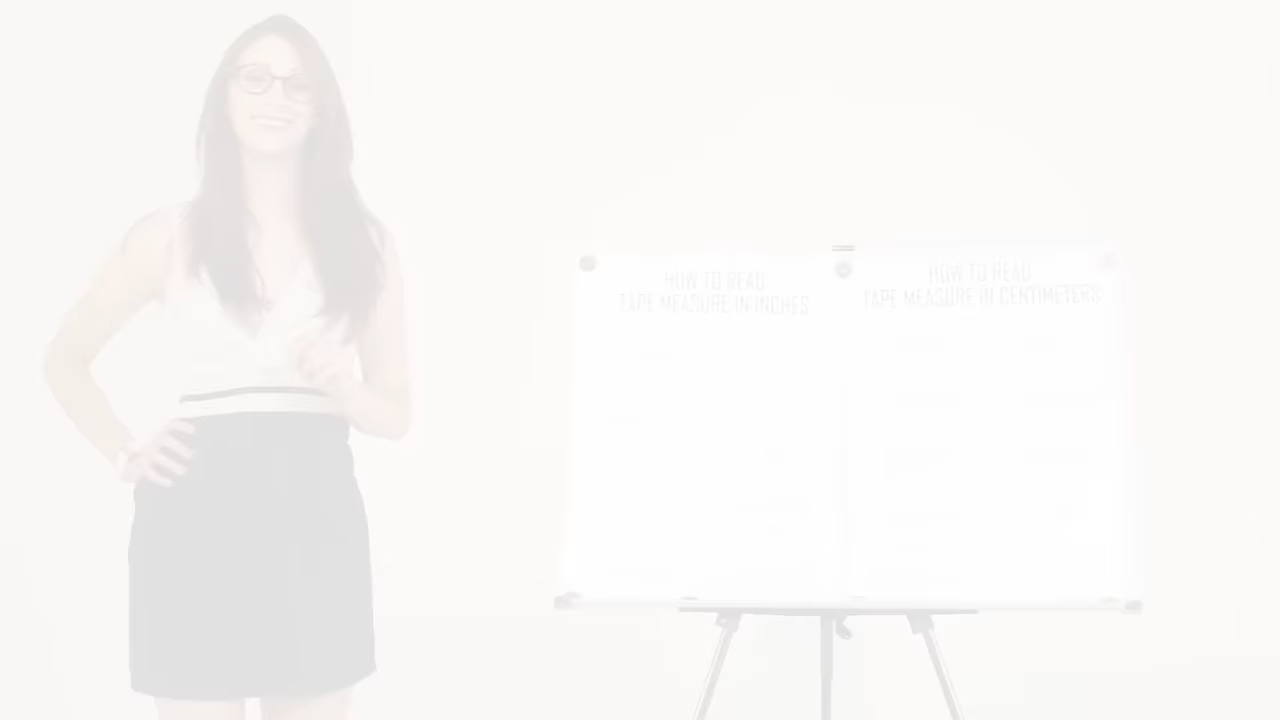 HOW TO READ
TAPE MEASURE IN INCHES
HOW TO READ
TAPE MEASURE IN CENTIMETERS